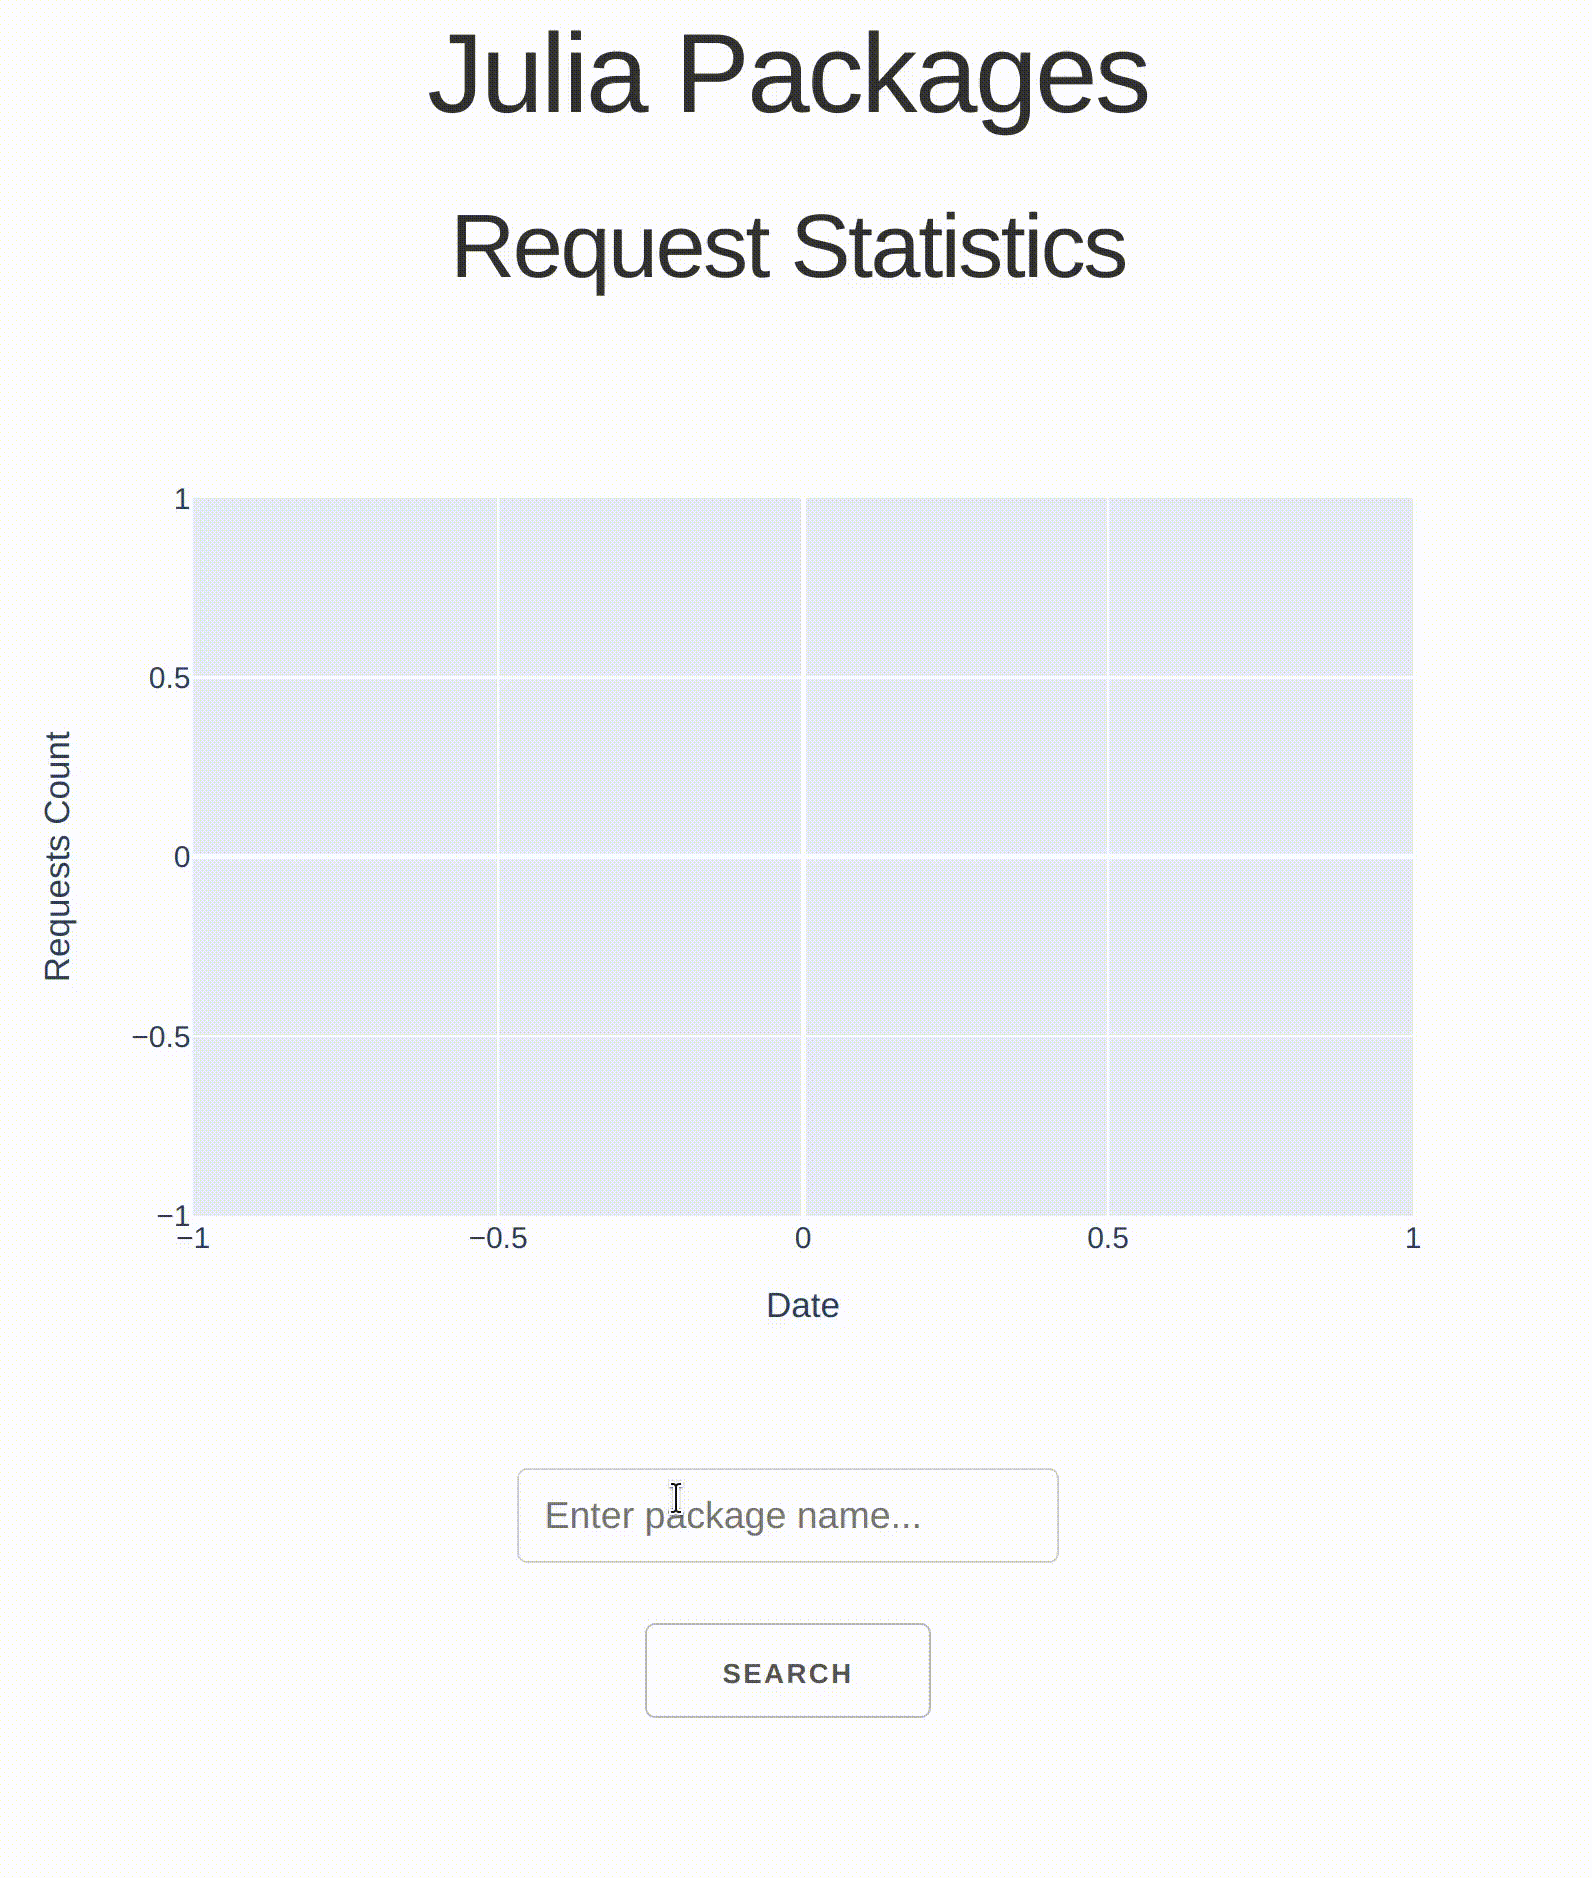 Julia Packages
Request Statistics
1
0.5
0
−0.5
−1
Requests Count
−1
−0.5
0
0.5
1
Date
Enter package name...
SEARCH